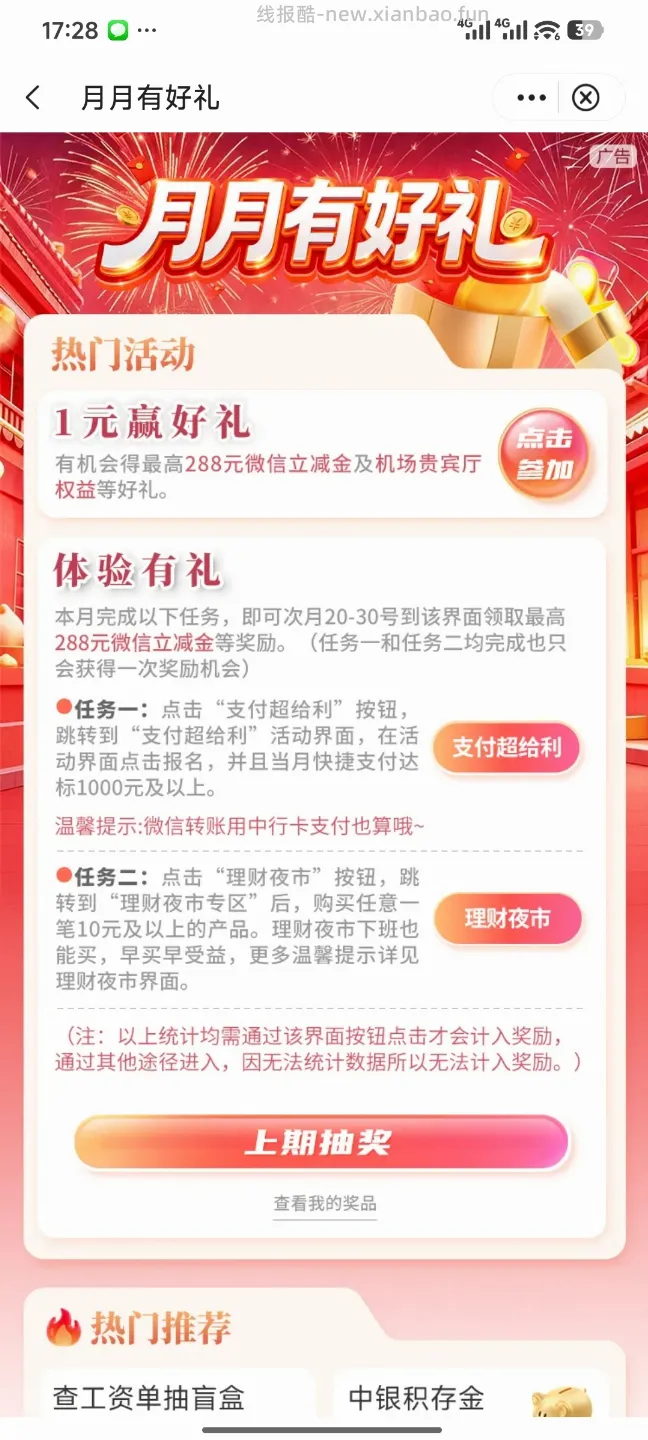 线报酷-new.xianbao.fun
17:28 ··· 4G 4G 6 39
月月有好礼
广告
月月有好礼
热门活动
1元赢好礼
有机会得最高288元微信立减金及机场贵宾厅
权益等好礼。
点击
参加
体验有礼
本月完成以下任务，即可次月20-30号到该界面领取最高
288元微信立减金等奖励。（任务一和任务二均完成也只
会获得一次奖励机会）
任务一：点击“支付超给利”按钮，
跳转到“支付超给利”活动界面，在活
动界面点击报名，并且当月快捷支付达
标1000元及以上。
支付超给利
温馨提示:微信转账用中行卡支付也算哦~
任务二：点击“理财夜市”按钮，跳
转到“理财夜市专区”后，购买任意一
笔10元及以上的产品。理财夜市下班也
能买，早买早受益，更多温馨提示详见
理财夜市界面。
理财夜市
（注：以上统计均需通过该界面按钮点击才会计入奖励，
通过其他途径进入，因无法统计数据所以无法计入奖励。）
上期抽奖
查看我的奖品
热门推荐
查工资单抽盲盒
中银积存金